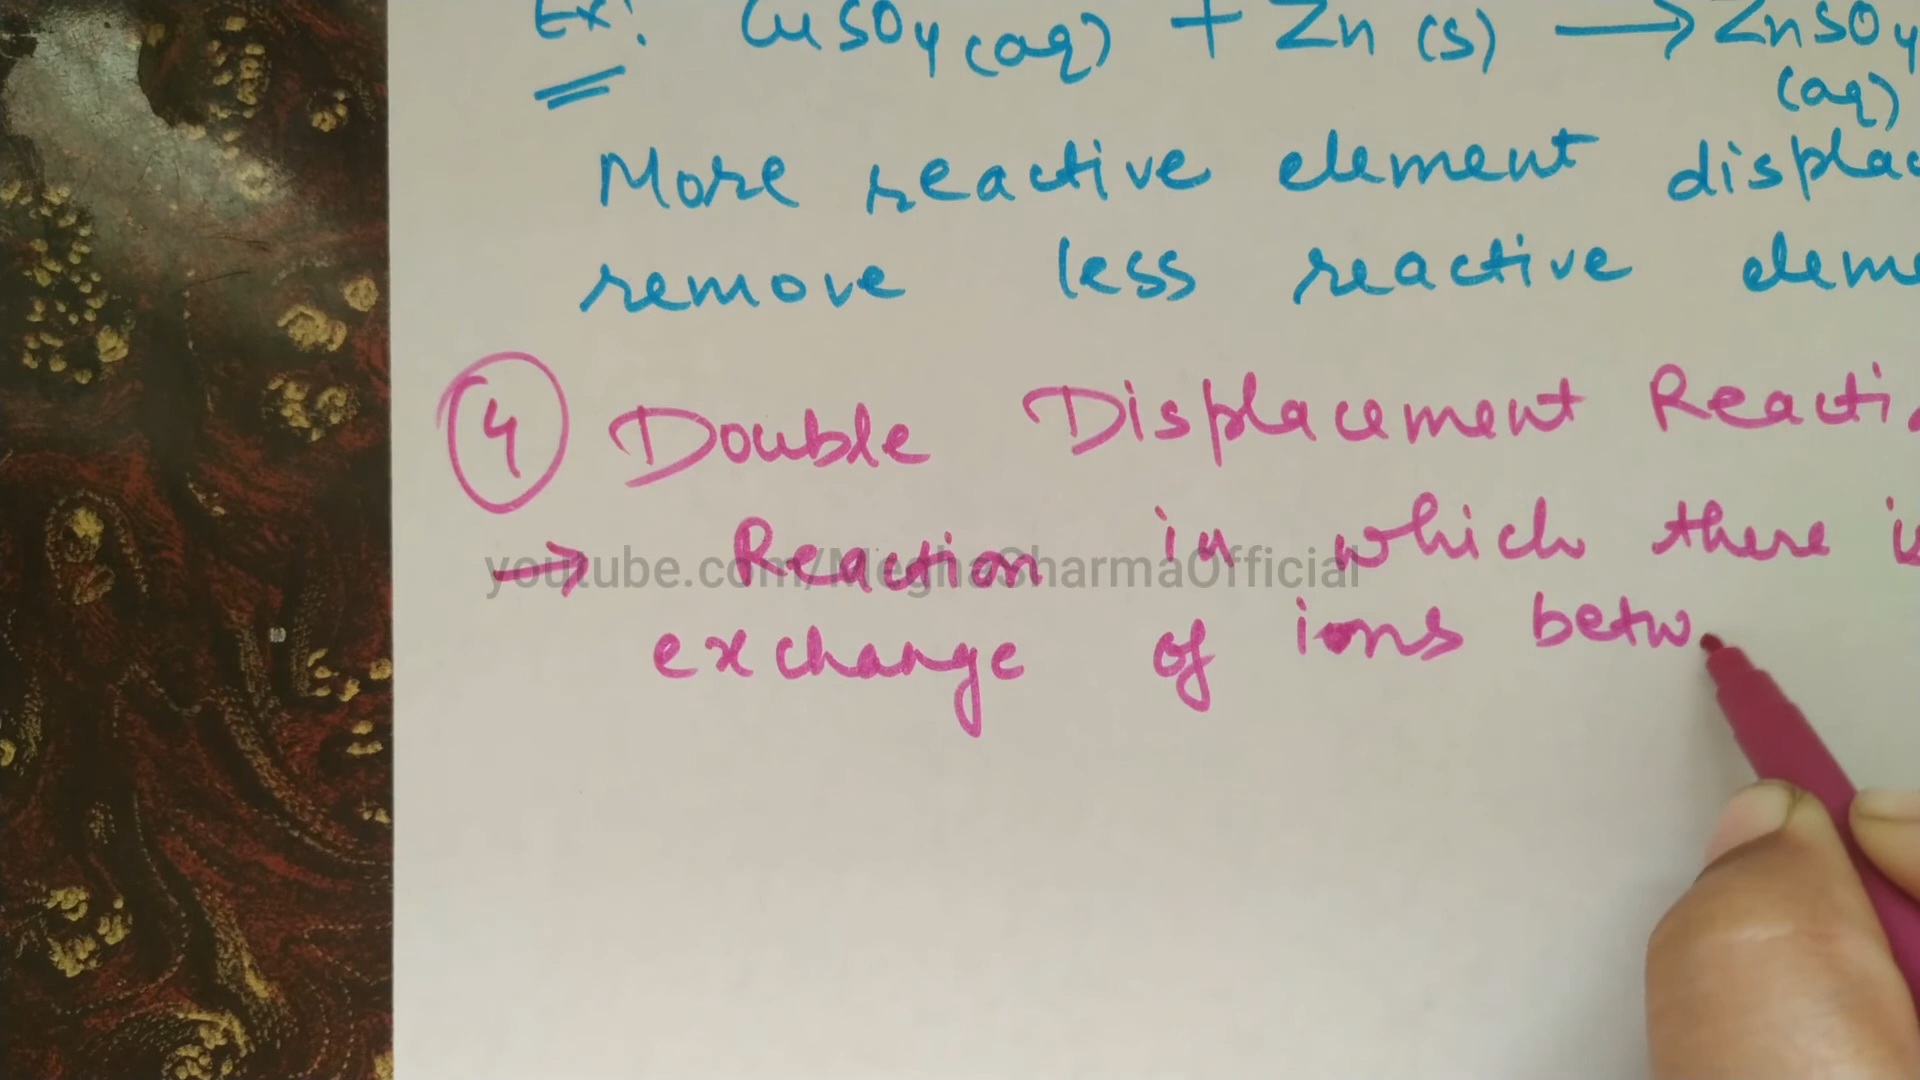 Ex: CuSO4(aq) + Zn(s) → ZnSO4
(aq)
More reactive element displac
remove less reactive eleme
4 Double Displacement Reacti
→ Reaction in which there is
youtube.com/MeghaSharmaOfficial
exchange of ions betw